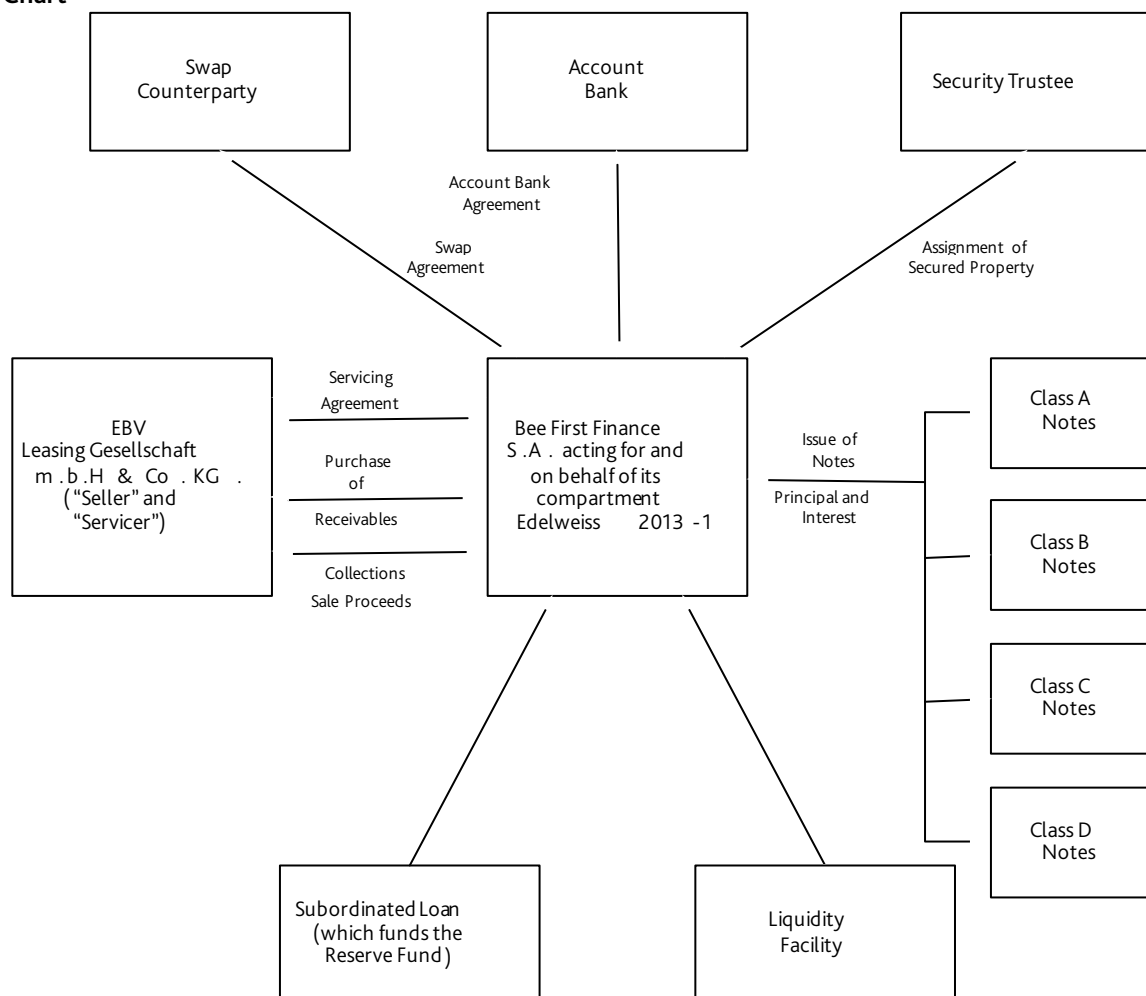 Chart
Swap
Counterparty
Account
Bank
Security Trustee
Account Bank
Agreement
Swap
Agreement
Assignment of
Secured Property
EBV
Leasing Gesellschaft
m .b .H & Co . KG .
( “Seller” and
“Servicer”)
Servicing
Agreement
Purchase
of
Receivables
Collections
Sale Proceeds
Bee First Finance
S .A . acting for and
on behalf of its
compartment
Edelweiss 2013 -1
Issue of
Notes
Principal and
Interest
Class A
Notes
Class B
Notes
Class C
Notes
Class D
Notes
Subordinated Loan
(which funds the
Reserve Fund )
Liquidity
Facility